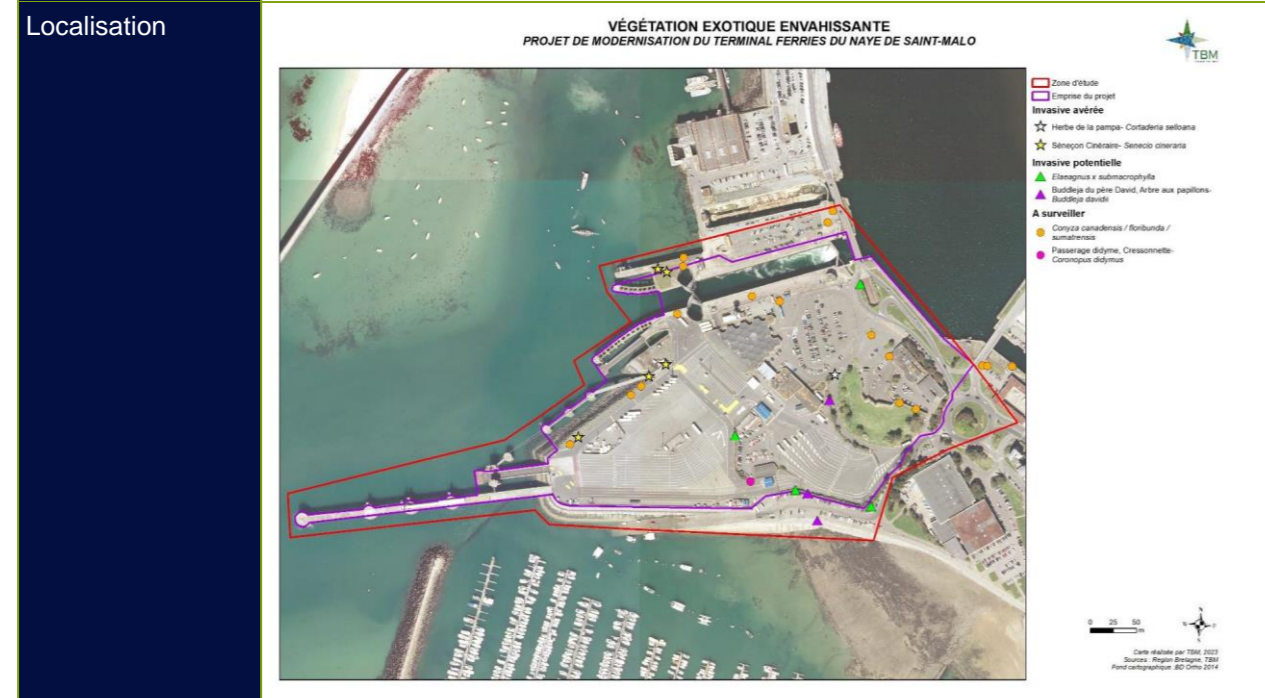 Localisation
VÉGÉTATION EXOTIQUE ENVAHISSANTE
PROJET DE MODERNISATION DU TERMINAL FERRIES DU NAYE DE SAINT-MALO
TBM
Zone d'étude
Emprise du projet
Invasive avérée
Herbe de la pampa- Cortaderia selloana
Séneçon Cinéraire- Senecio cineraria
Invasive potentielle
Elaeagnus x submacrophylla
Buddleja du père David, Arbre aux papillons-
Buddleja davidii
A surveiller
Conyza canadensis / floribunda /
sumatrensis
Passerage didyme, Cressonnette-
Coronopus didymus
0 25 50
m
N
S
Carte réalisée par TBM, 2023
Sources : Region Bretagne, TBM
Fond cartographique : BD Ortho 2014